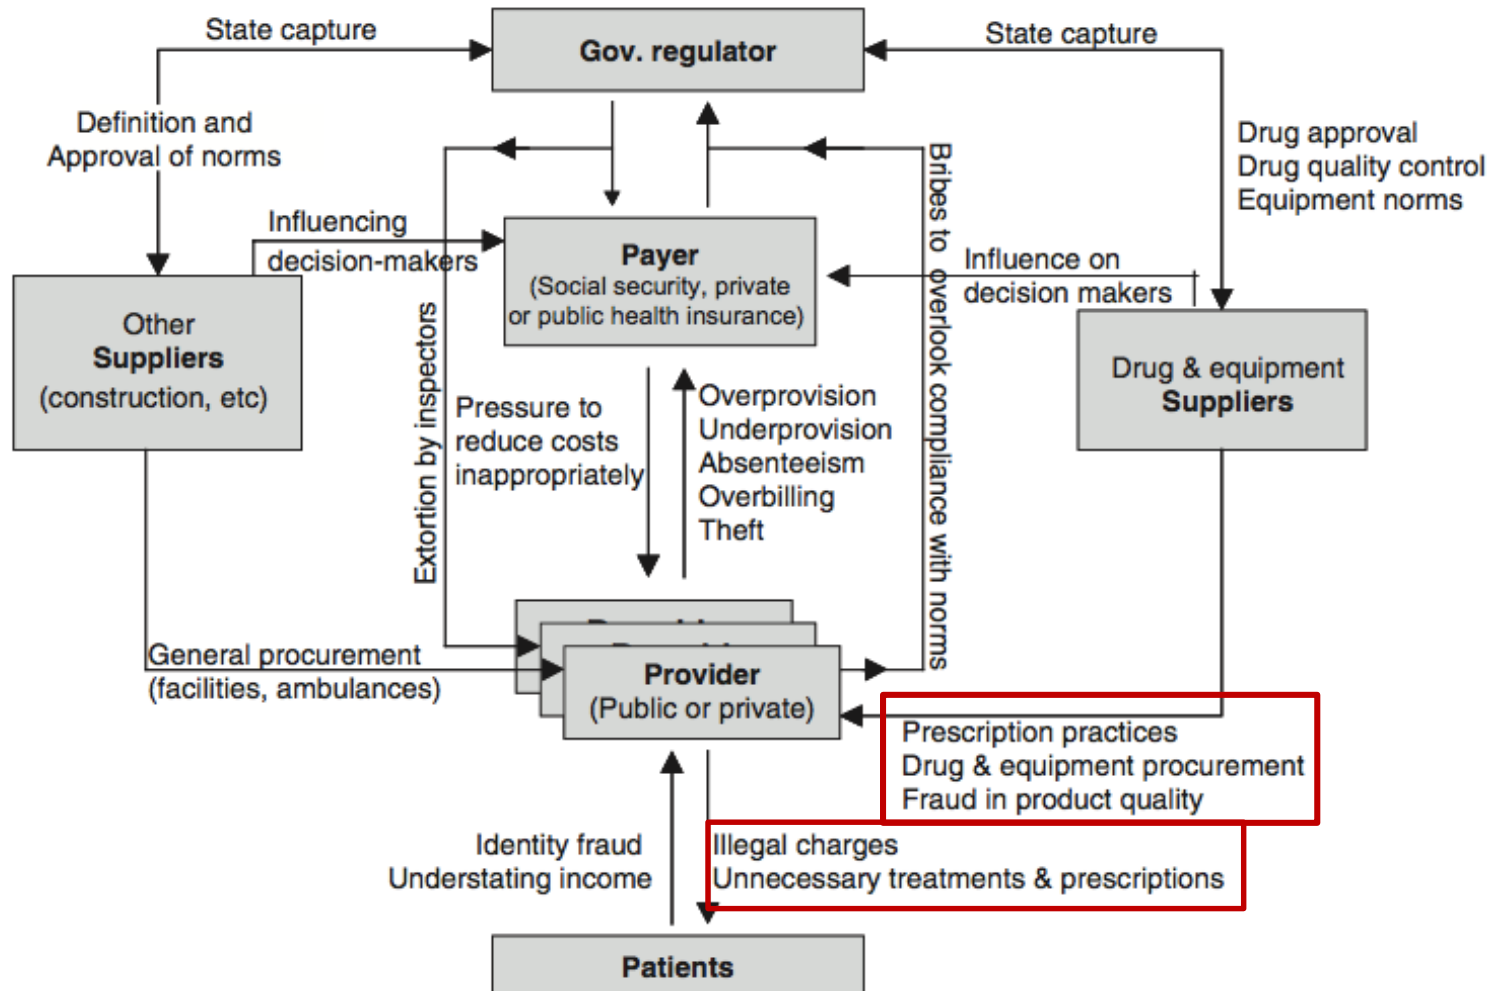 State capture
Gov. regulator
State capture
Definition and
Approval of norms
Drug approval
Drug quality control
Equipment norms
Influencing
decision-makers
Payer
(Social security, private
or public health insurance)
Influence on
decision makers
Other
Suppliers
(construction, etc)
Drug & equipment
Suppliers
Extortion by inspectors
Pressure to
reduce costs
inappropriately
Overprovision
Underprovision
Absenteeism
Overbilling
Theft
Bribes to overlook compliance with norms
General procurement
(facilities, ambulances)
Provider
(Public or private)
Prescription practices
Drug & equipment procurement
Fraud in product quality
Identity fraud
Understating income
Illegal charges
Unnecessary treatments & prescriptions
Patients